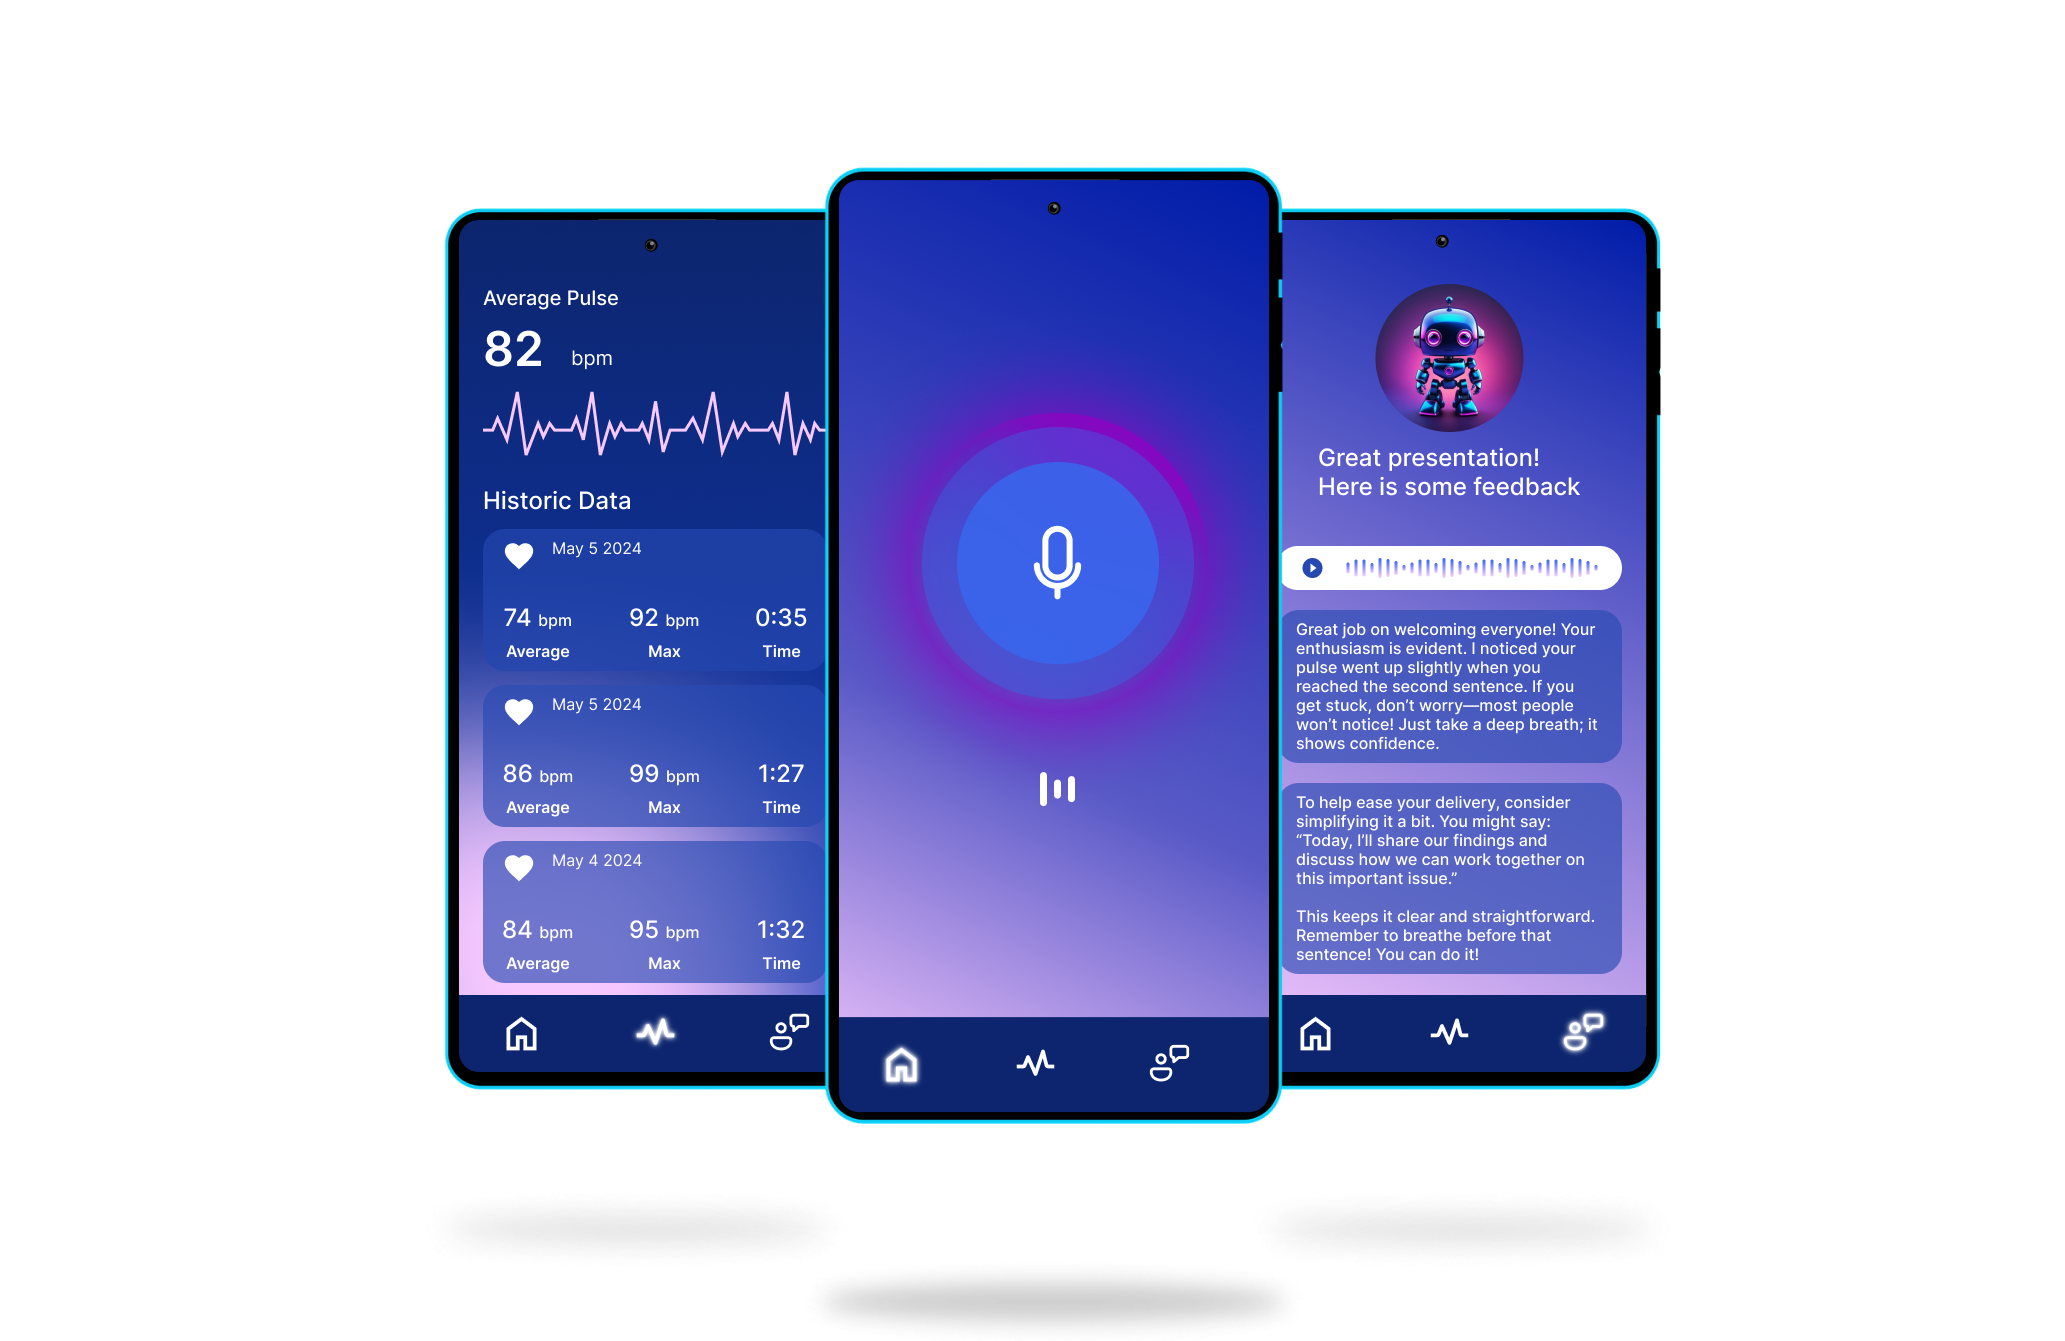 Average Pulse
82 bpm
Historic Data
May 5 2024
74 bpm 92 bpm 0:35
Average Max Time
May 5 2024
86 bpm 99 bpm 1:27
Average Max Time
May 4 2024
84 bpm 95 bpm 1:32
Average Max Time
Great presentation!
Here is some feedback
Great job on welcoming everyone! Your
enthusiasm is evident. I noticed your
pulse went up slightly when you
reached the second sentence. If you
get stuck, don’t worry—most people
won’t notice! Just take a deep breath; it
shows confidence.
To help ease your delivery, consider
simplifying it a bit. You might say:
“Today, I’ll share our findings and
discuss how we can work together on
this important issue.”
This keeps it clear and straightforward.
Remember to breathe before that
sentence! You can do it!